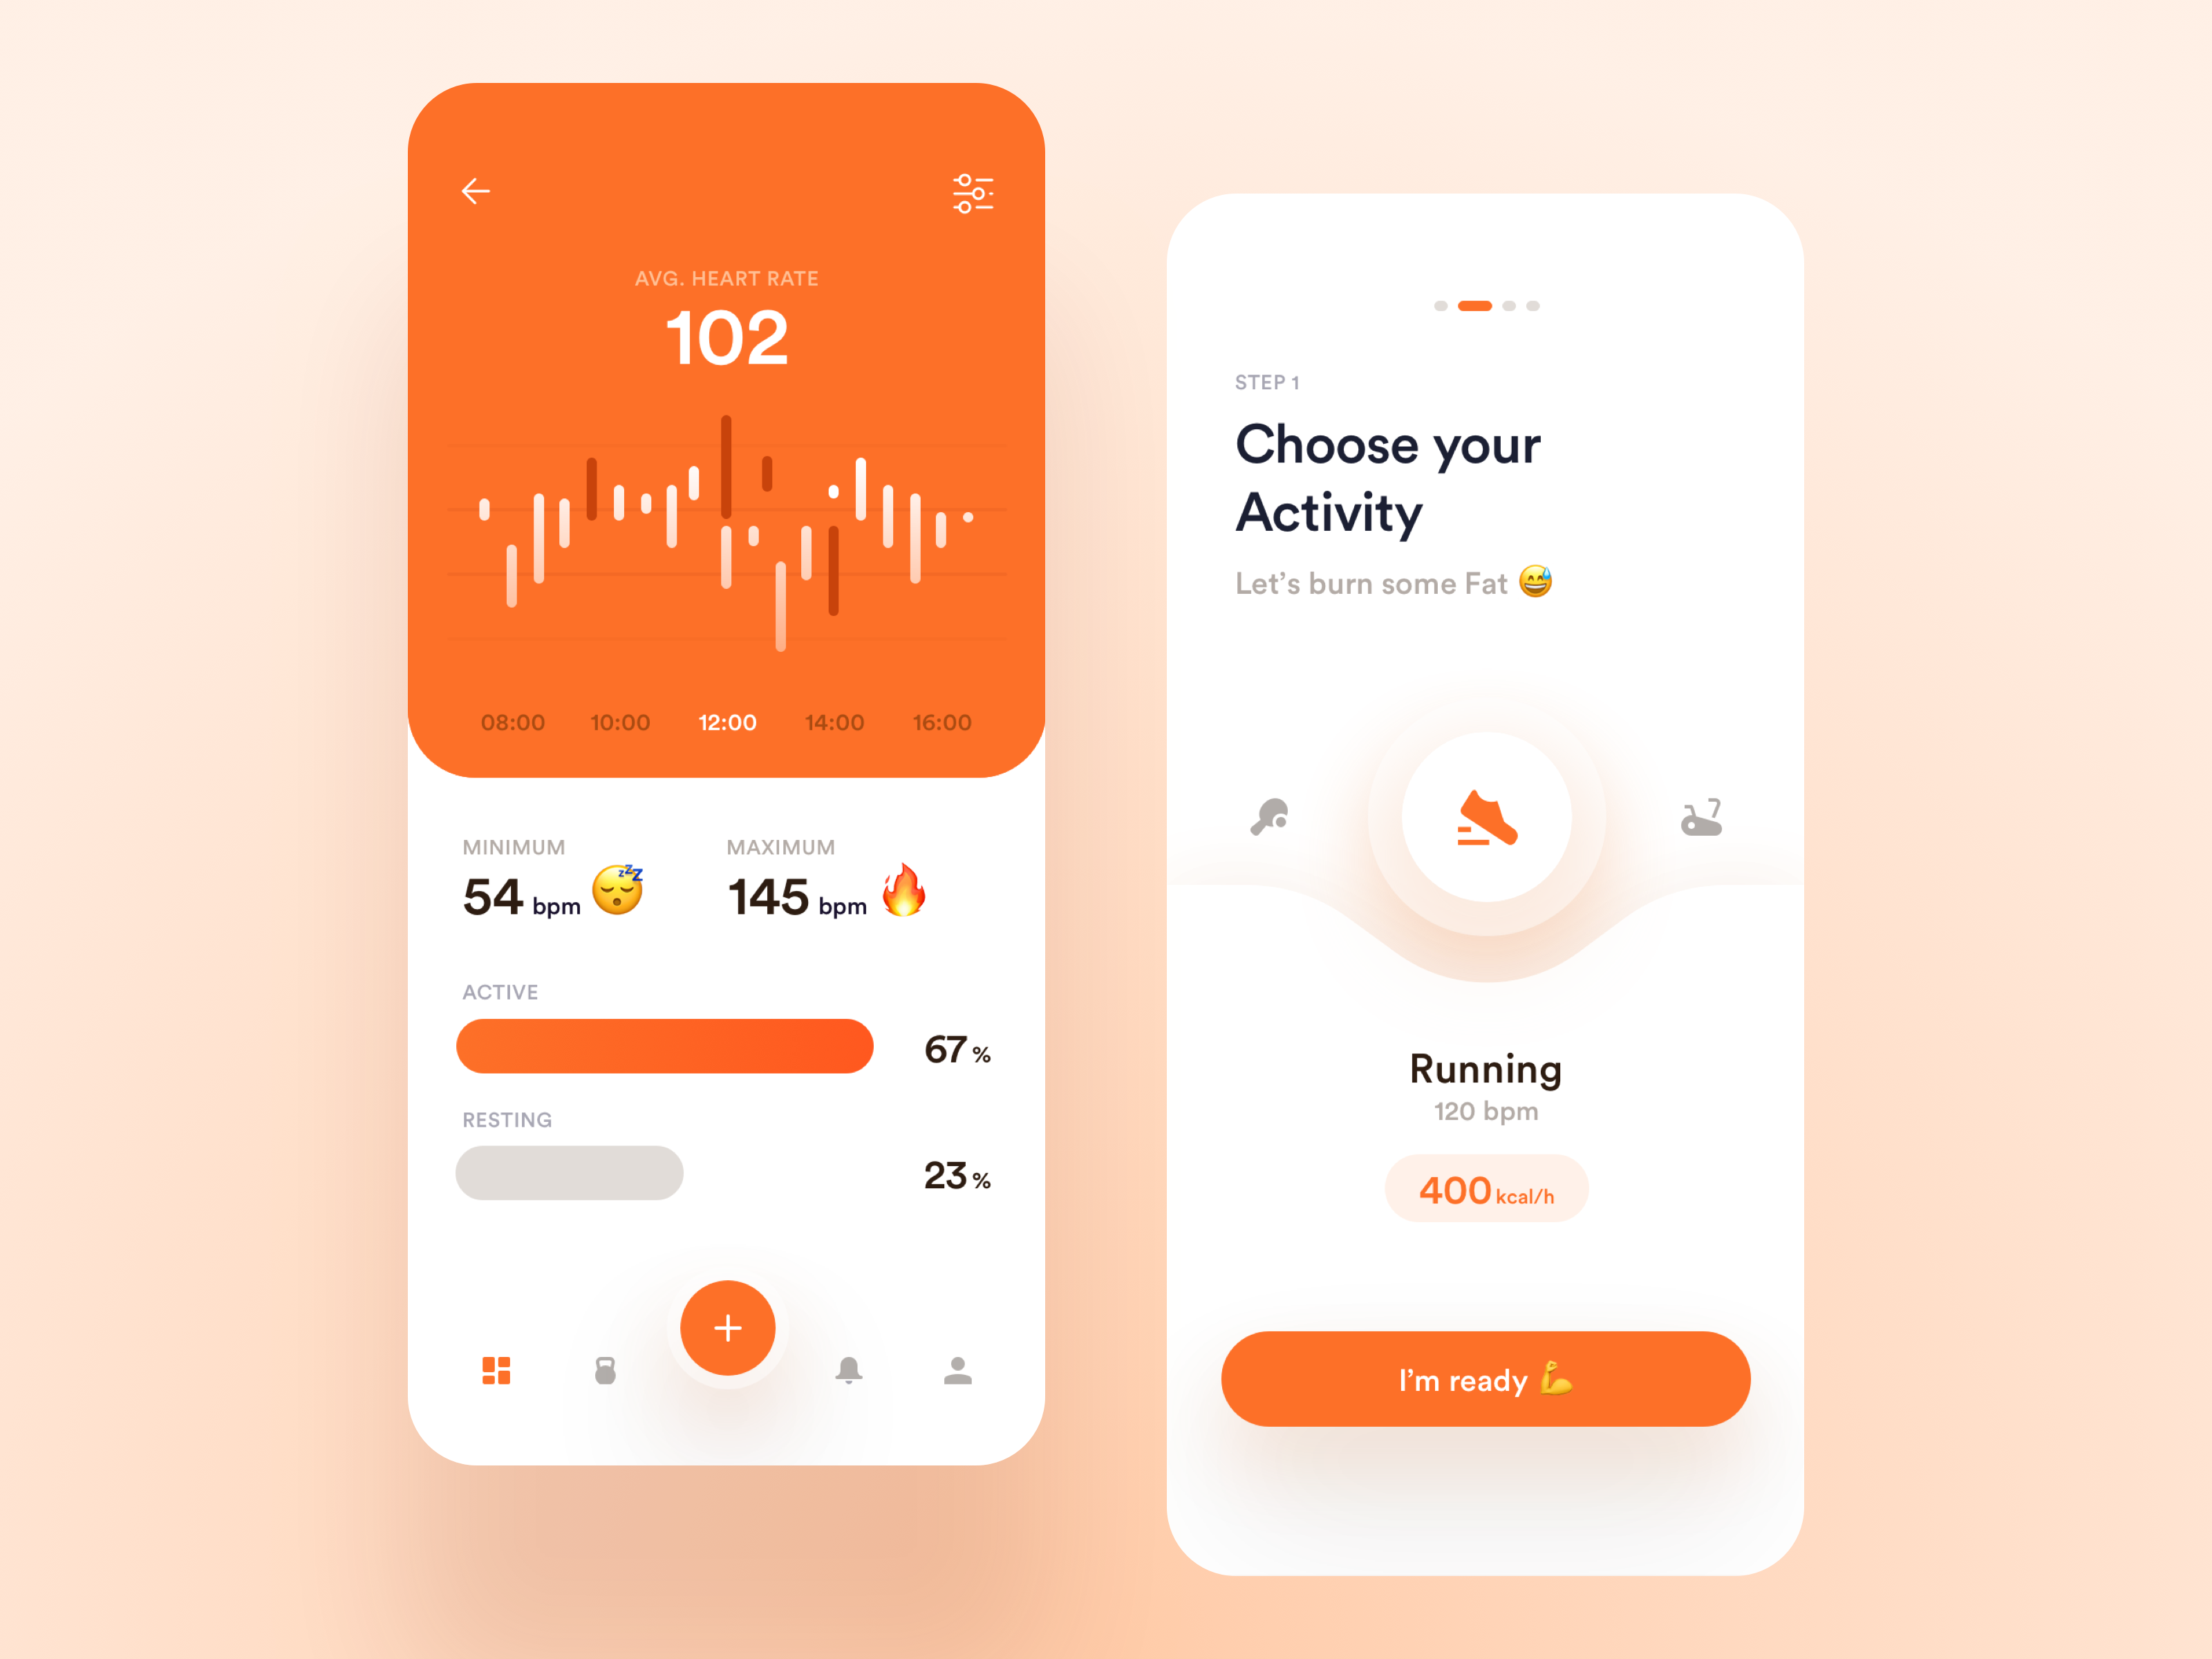 AVG. HEART RATE
102
08:00 10:00 12:00 14:00 16:00
MINIMUM MAXIMUM
54 bpm 😴 145 bpm 🔥
ACTIVE
67 %
RESTING
23 %
STEP 1
Choose your
Activity
Let’s burn some Fat 😅
Running
120 bpm
400 kcal/h
I’m ready 💪